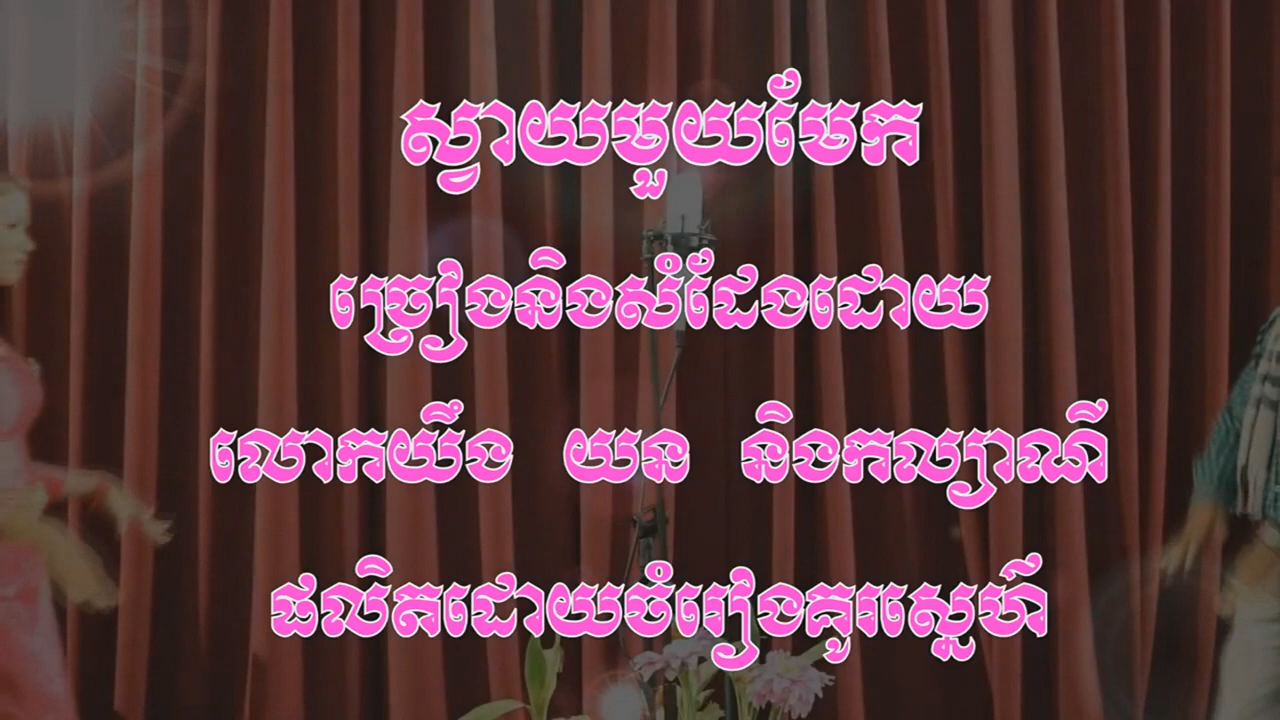 ស្វាយមួយមែក
ច្រៀងនិងសំដែងដោយ
លោកយឹង យន និងកល្យាណី
ផលិតដោយចំរៀងគូរស្នេហ៍